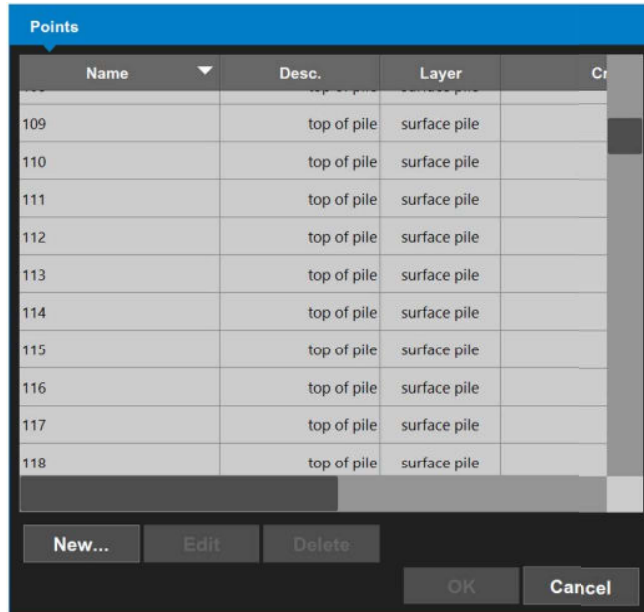 Points
Name Desc. Layer Cr
109 top of pile surface pile
110 top of pile surface pile
111 top of pile surface pile
112 top of pile surface pile
113 top of pile surface pile
114 top of pile surface pile
115 top of pile surface pile
116 top of pile surface pile
117 top of pile surface pile
118 top of pile surface pile
New... Edit Delete
OK Cancel